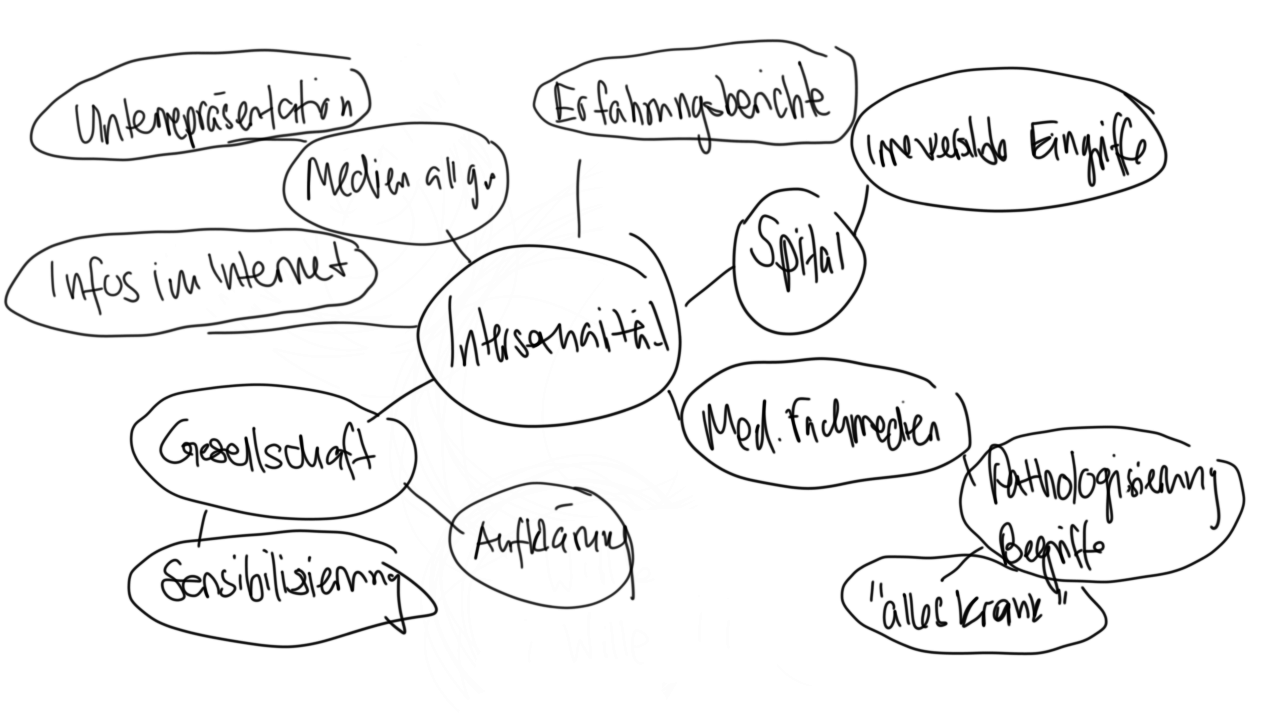 Unterrepräsentation
Erfahrungsberichte
Irreversible Eingriffe
Medien allg.
Spital
Infos im Internet
Intersexualität
Med. Fachmedien
Gesellschaft
Pathologisierung
Begriffe
Aufklärung
Sensibilisierung
"alles krank"